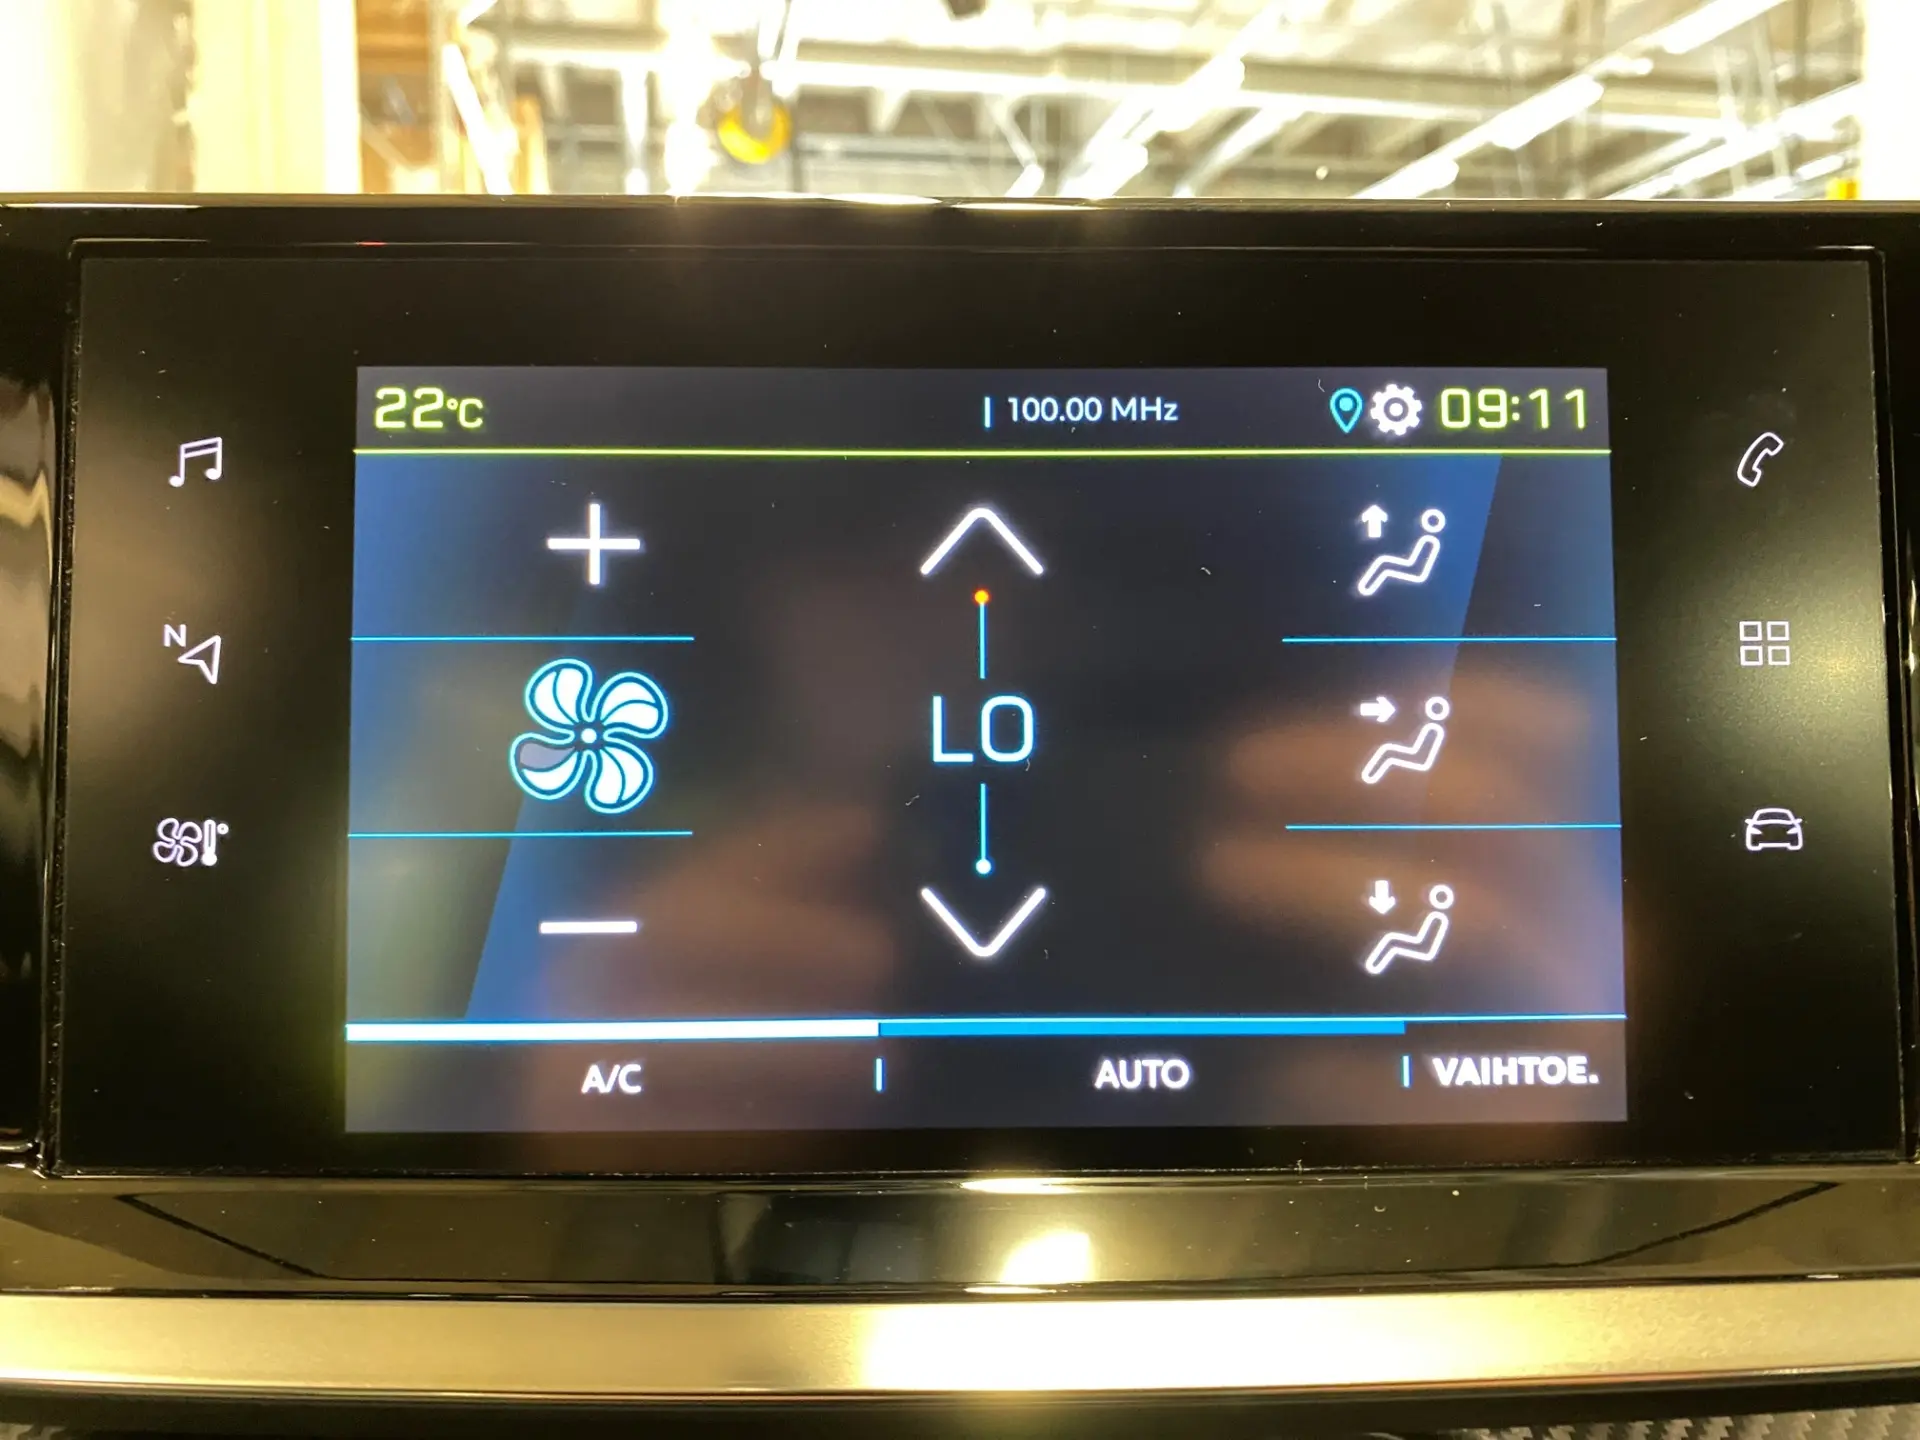 22°C
100.00 MHz
09:11
N
LO
A/C
AUTO
VAIHTOE.